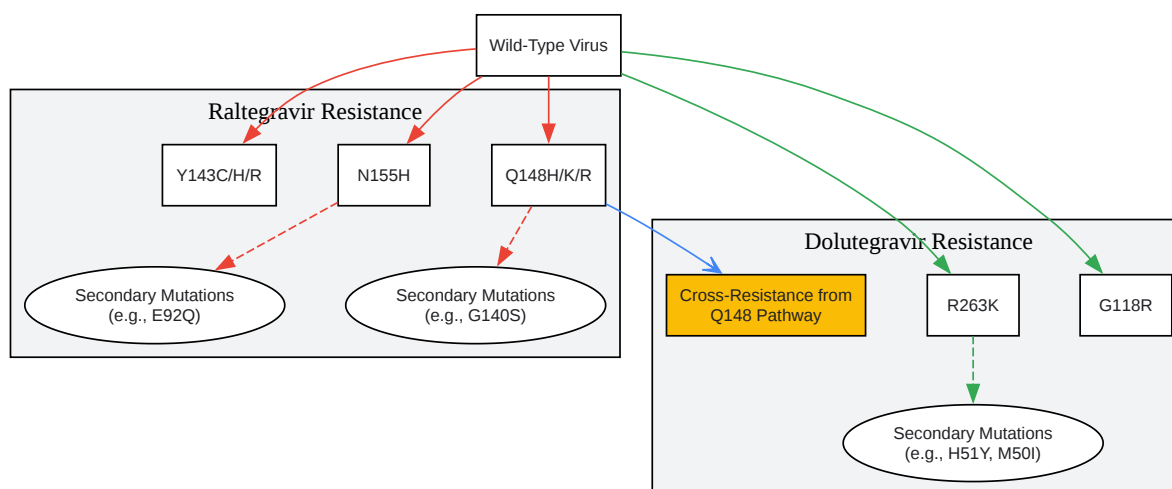 Wild-Type Virus
Raltegravir Resistance
Y143C/H/R
N155H
Q148H/K/R
Secondary Mutations
(e.g., E92Q)
Secondary Mutations
(e.g., G140S)
Dolutegravir Resistance
Cross-Resistance from
Q148 Pathway
R263K
G118R
Secondary Mutations
(e.g., H51Y, M50I)